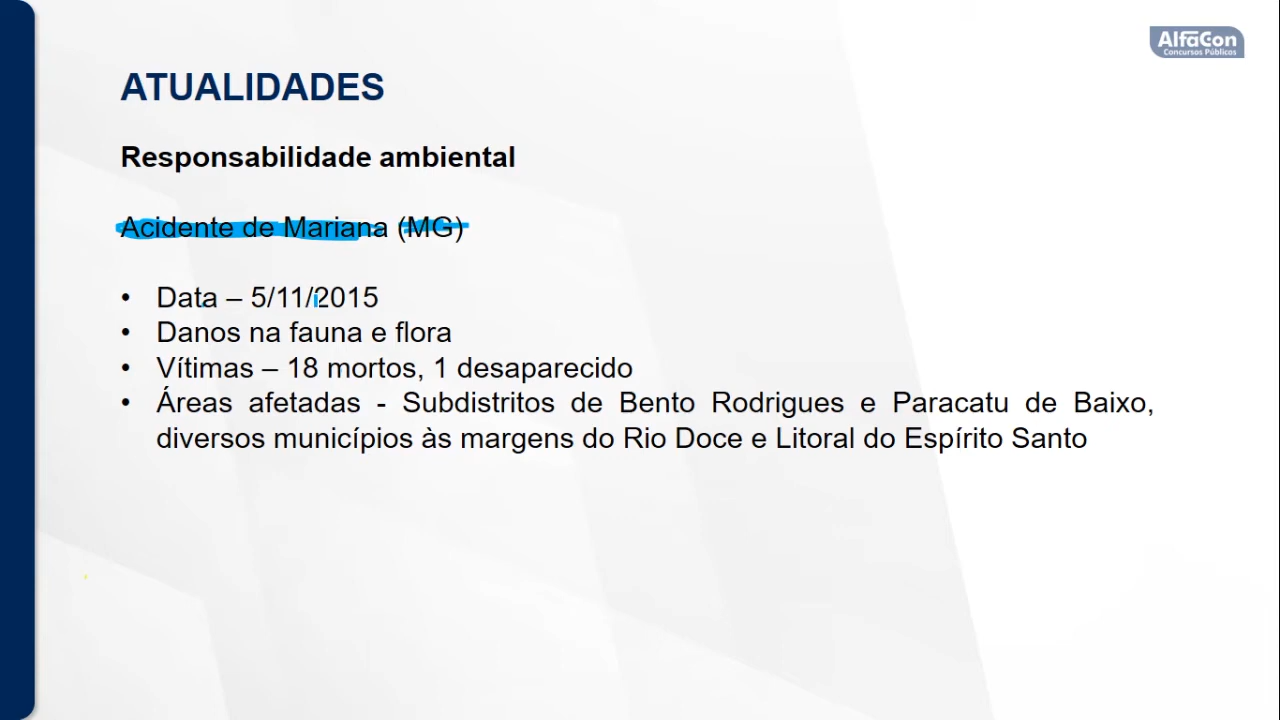 AlfaCon
Concursos Públicos
ATUALIDADES
Responsabilidade ambiental
Acidente de Mariana (MG)
• Data – 5/11/2015
• Danos na fauna e flora
• Vítimas – 18 mortos, 1 desaparecido
• Áreas afetadas - Subdistritos de Bento Rodrigues e Paracatu de Baixo,
diversos municípios às margens do Rio Doce e Litoral do Espírito Santo